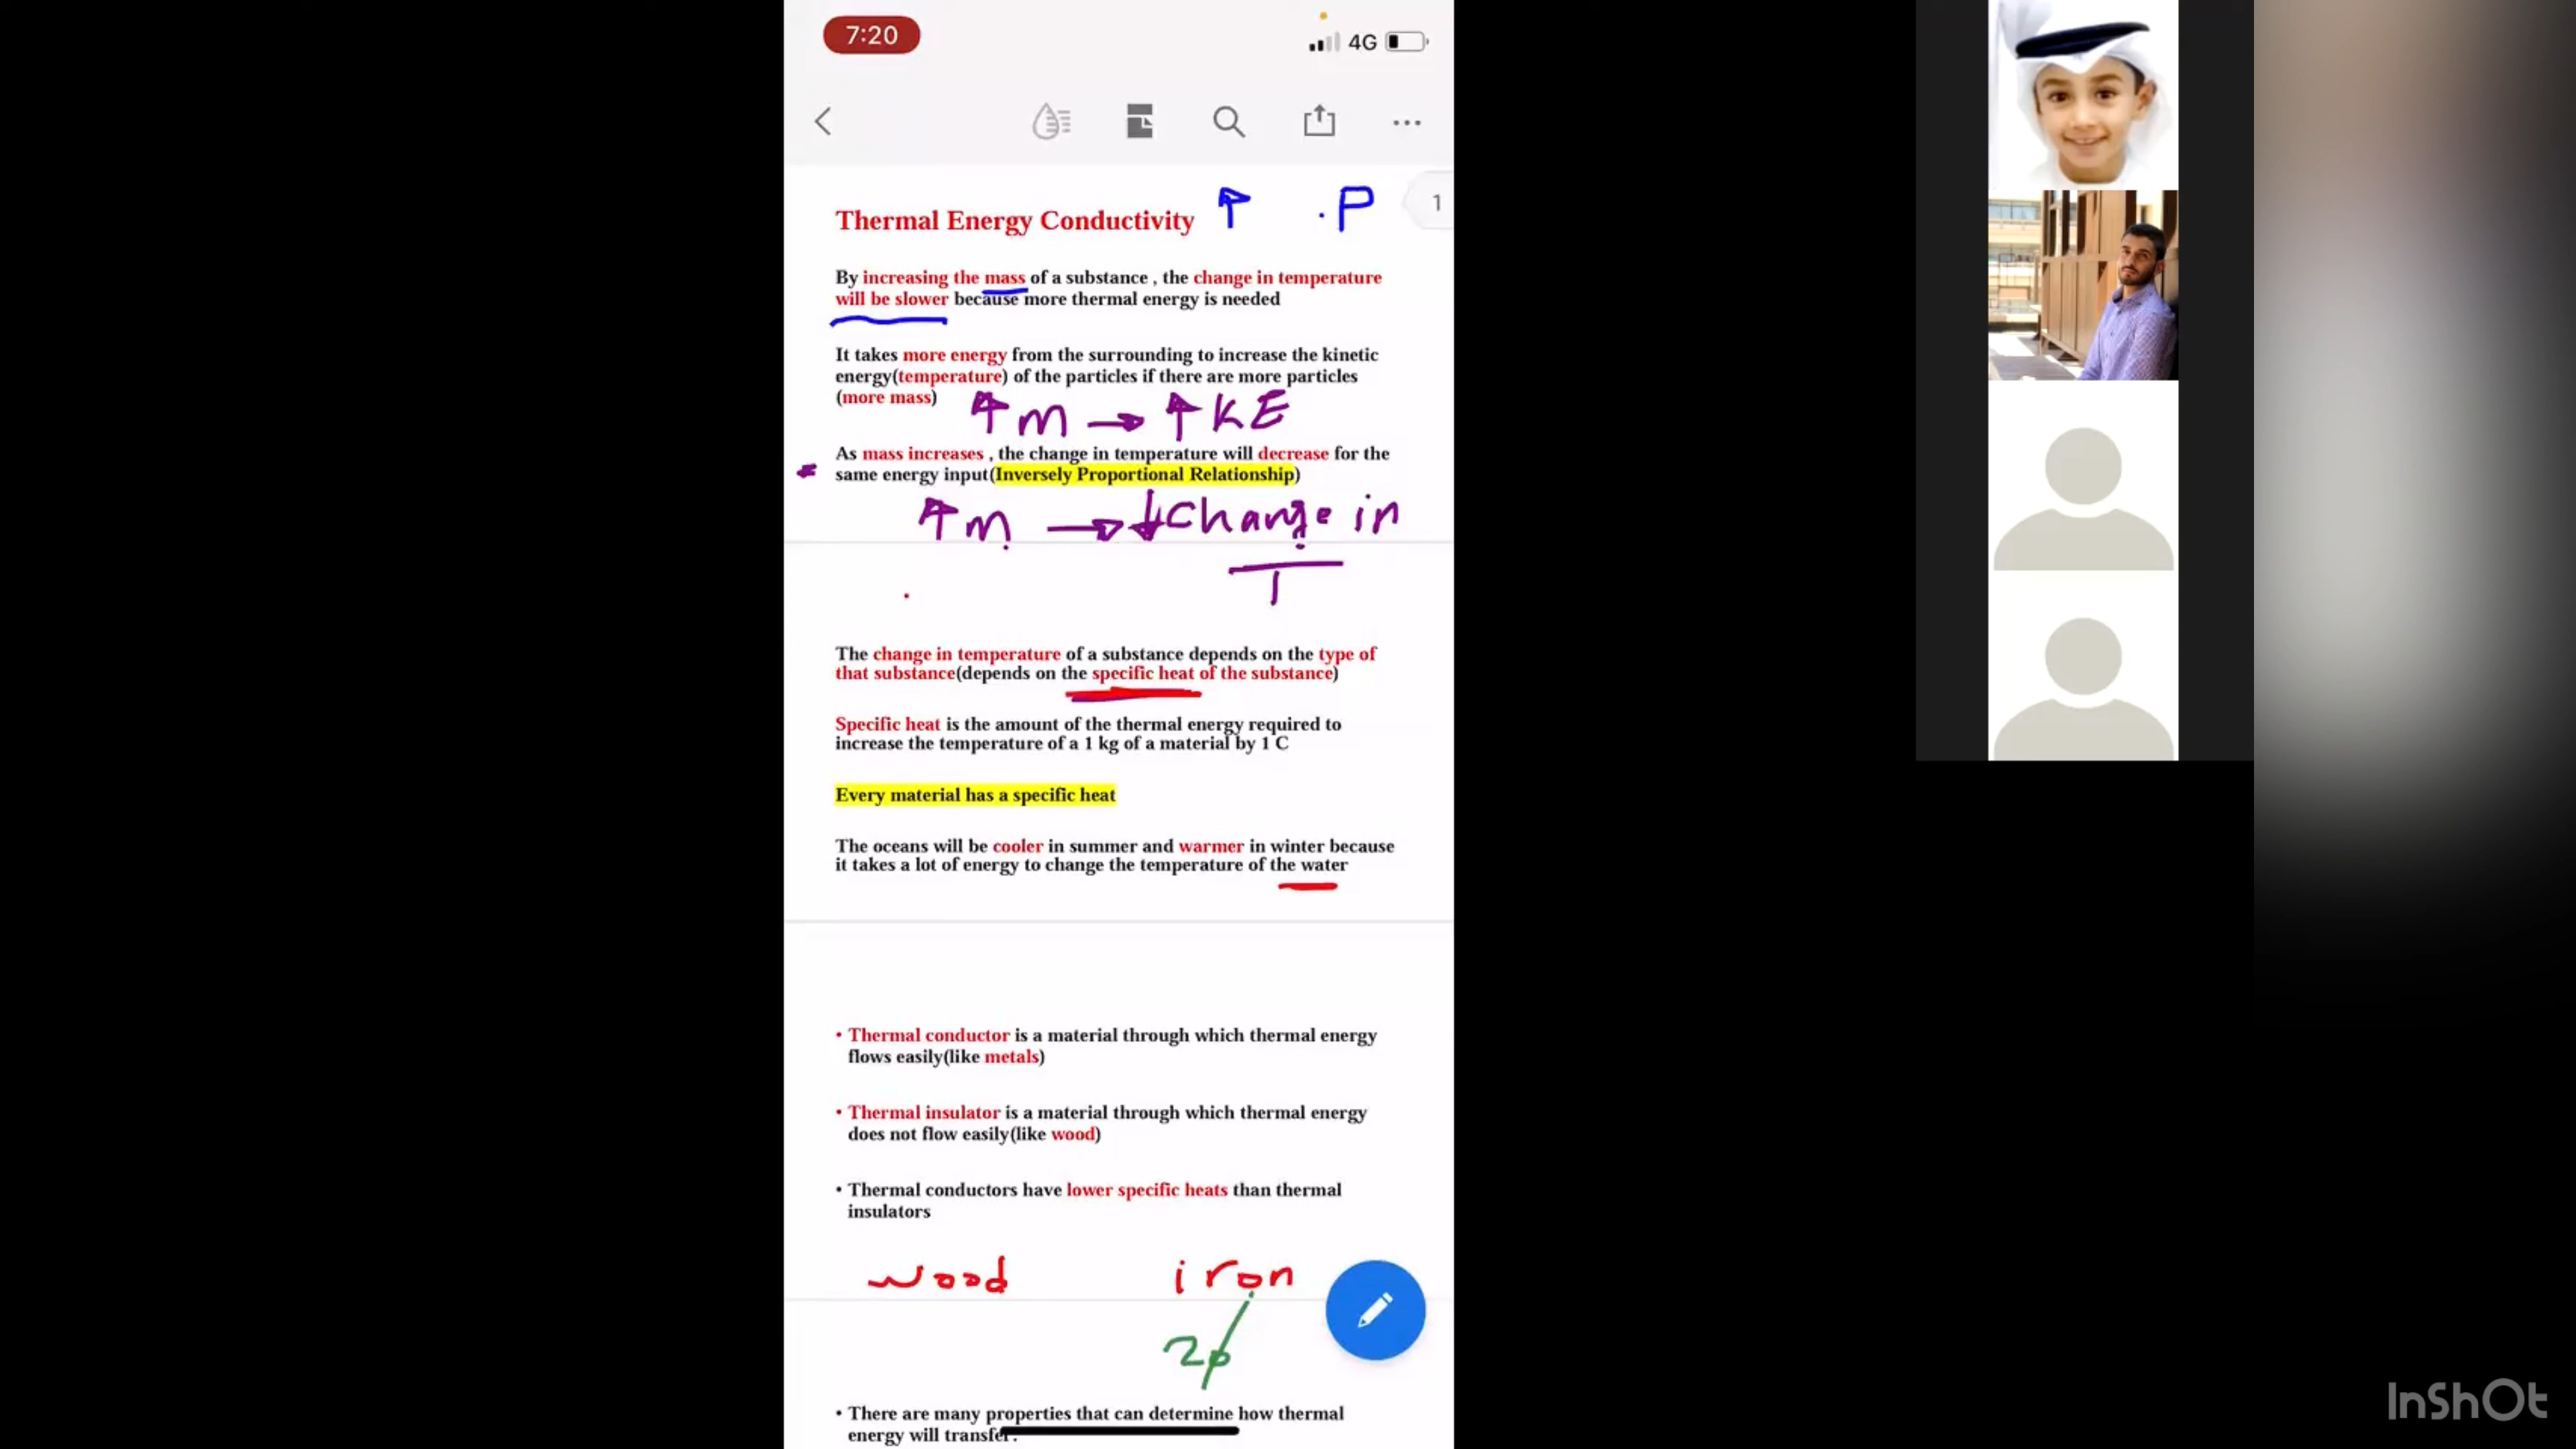 7:20
4G
Thermal Energy Conductivity ↑ .P
1
By increasing the mass of a substance , the change in temperature
will be slower because more thermal energy is needed
It takes more energy from the surrounding to increase the kinetic
energy(temperature) of the particles if there are more particles
(more mass)
↑ m → ↑ KE
As mass increases , the change in temperature will decrease for the
same energy input(Inversely Proportional Relationship)
↑ m → ↓ change in
T
The change in temperature of a substance depends on the type of
that substance(depends on the specific heat of the substance)
Specific heat is the amount of the thermal energy required to
increase the temperature of a 1 kg of a material by 1 C
Every material has a specific heat
The oceans will be cooler in summer and warmer in winter because
it takes a lot of energy to change the temperature of the water
• Thermal conductor is a material through which thermal energy
flows easily(like metals)
• Thermal insulator is a material through which thermal energy
does not flow easily(like wood)
• Thermal conductors have lower specific heats than thermal
insulators
wood iron
20
• There are many properties that can determine how thermal
energy will transfer.
InShOt